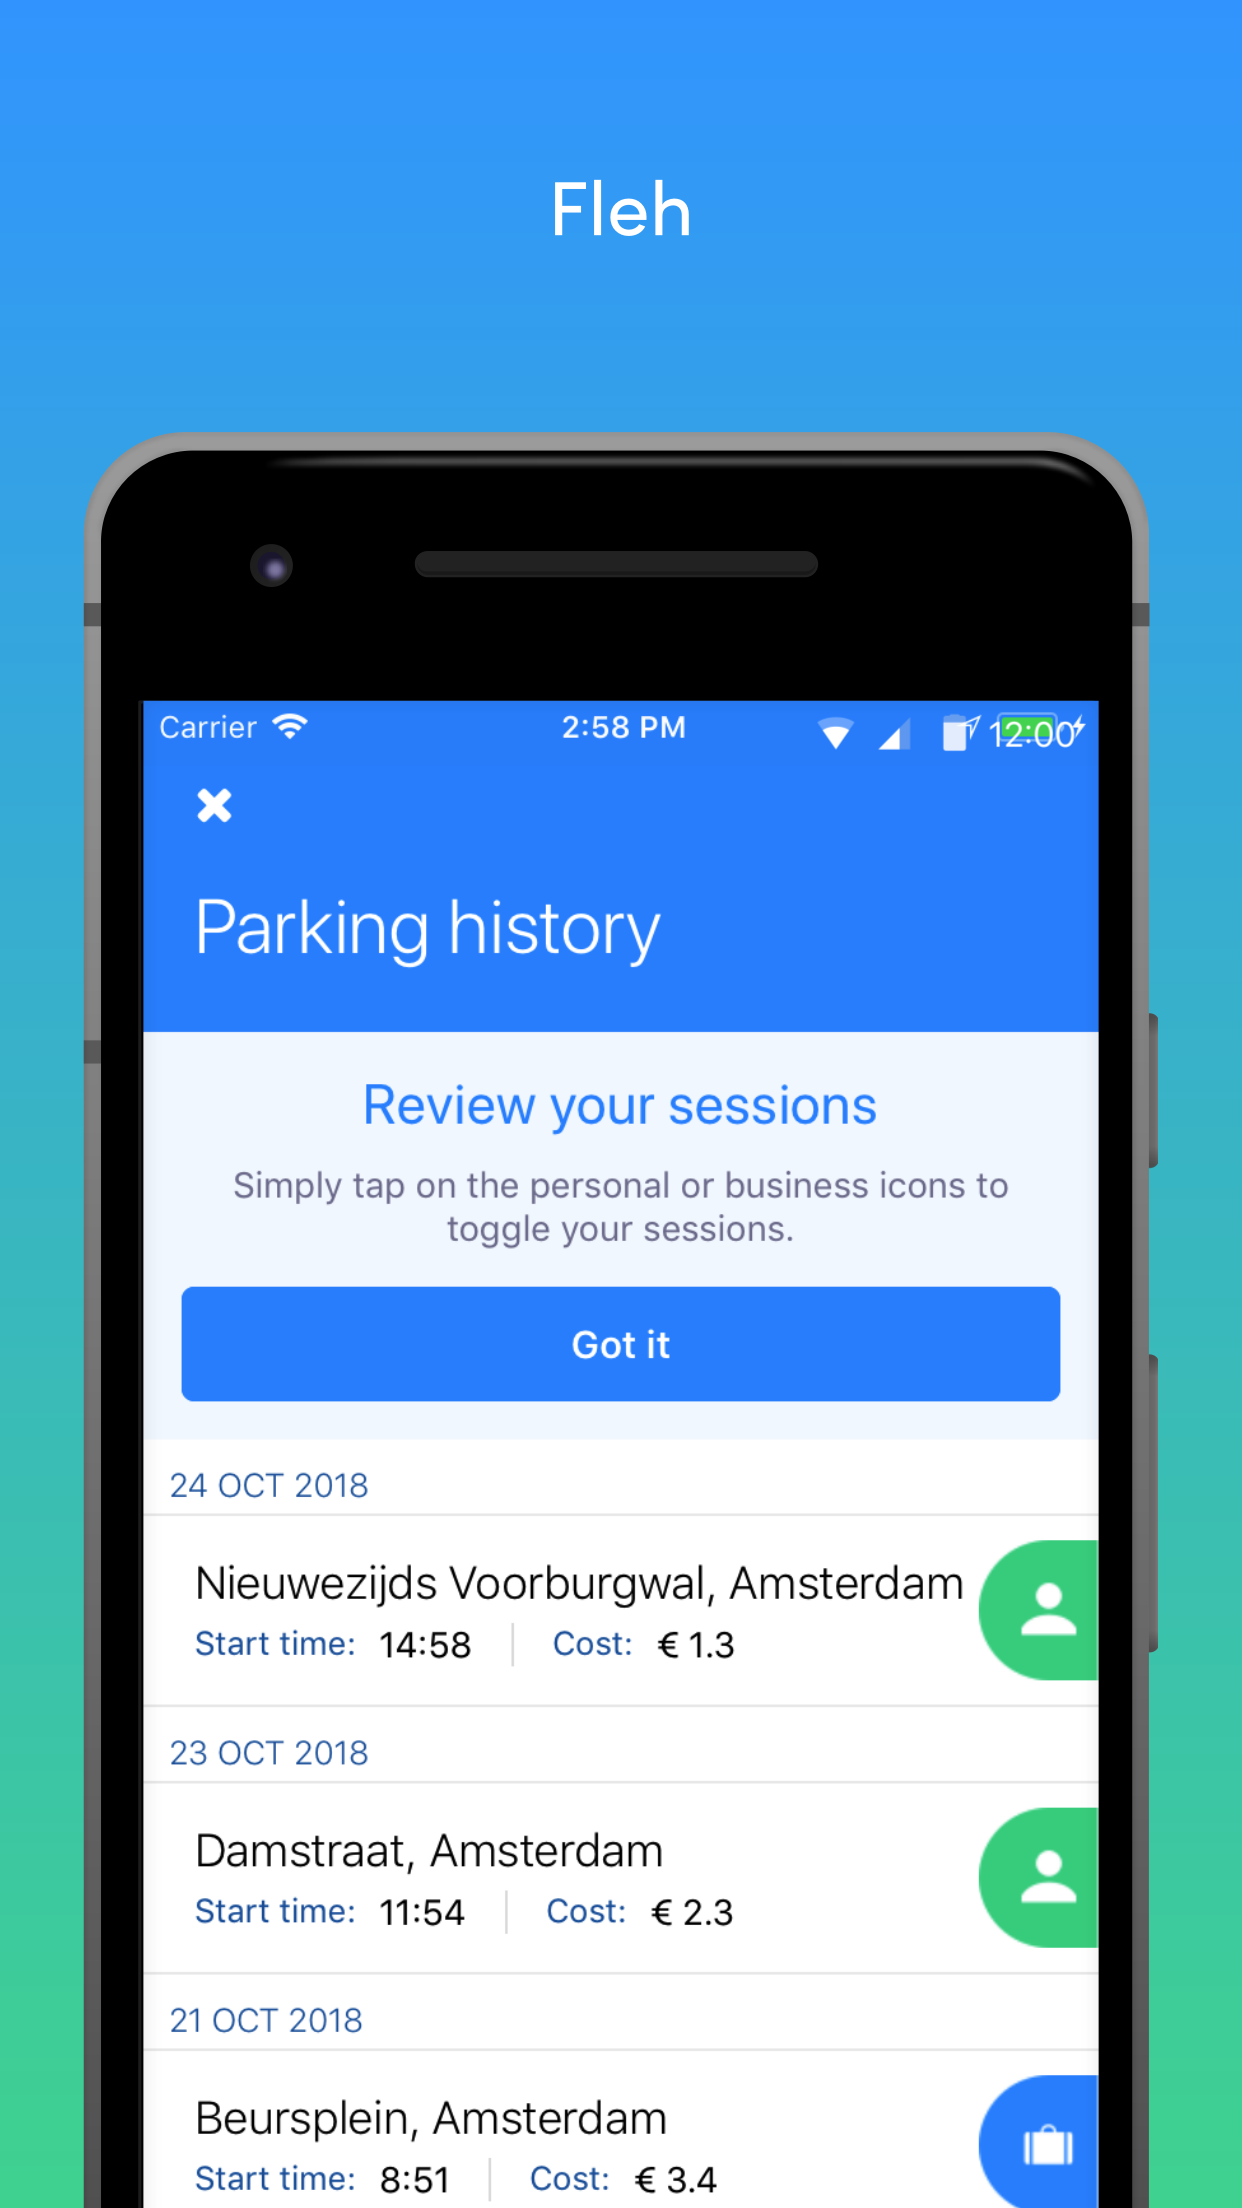 Fleh
Carrier 2:58 PM 12:00
Parking history
Review your sessions
Simply tap on the personal or business icons to
toggle your sessions.
Got it
24 OCT 2018
Nieuwezijds Voorburgwal, Amsterdam
Start time: 14:58 Cost: € 1.3
23 OCT 2018
Damstraat, Amsterdam
Start time: 11:54 Cost: € 2.3
21 OCT 2018
Beursplein, Amsterdam
Start time: 8:51 Cost: € 3.4